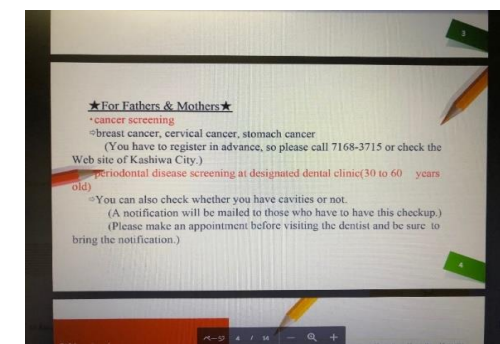 3
★For Fathers & Mothers★
・cancer screening
⇨breast cancer, cervical cancer, stomach cancer
(You have to register in advance, so please call 7168-3715 or check the
Web site of Kashiwa City.)
periodontal disease screening at designated dental clinic(30 to 60 years
old)
⇨You can also check whether you have cavities or not.
(A notification will be mailed to those who have to have this checkup.)
(Please make an appointment before visiting the dentist and be sure to
bring the notification.)
4
ページ 4 / 14 — +